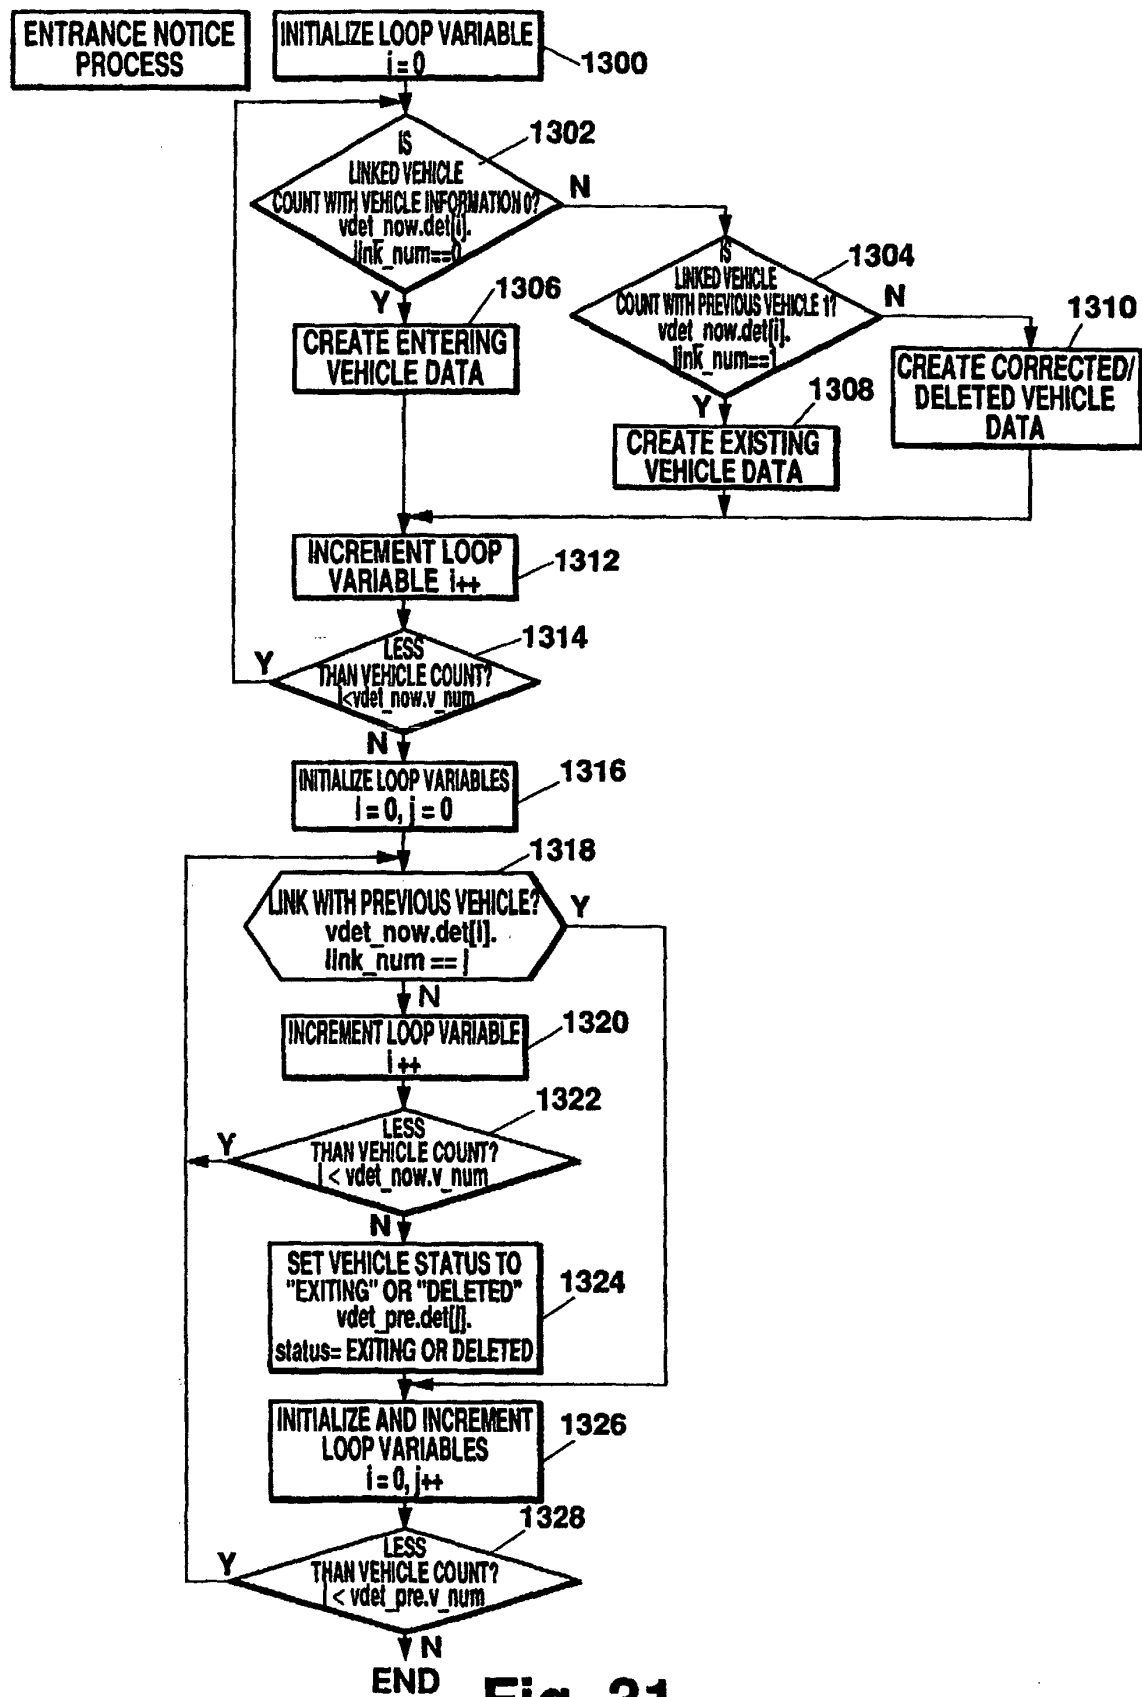 ENTRANCE NOTICE
PROCESS
INITIALIZE LOOP VARIABLE
i = 0
1300
1302
IS
LINKED VEHICLE
COUNT WITH VEHICLE INFORMATION 0?
vdet_now.det[i].
link_num==0
N
Y
1304
IS
LINKED VEHICLE
COUNT WITH PREVIOUS VEHICLE 1?
vdet_now.det[i].
link_num==1
N
Y
1306
CREATE ENTERING
VEHICLE DATA
1308
CREATE EXISTING
VEHICLE DATA
1310
CREATE CORRECTED/
DELETED VEHICLE
DATA
INCREMENT LOOP
VARIABLE i++
1312
1314
LESS
THAN VEHICLE COUNT?
i<vdet_now.v_num
Y
N
INITIALIZE LOOP VARIABLES
i = 0, j = 0
1316
1318
LINK WITH PREVIOUS VEHICLE?
vdet_now.det[i].
link_num == j
Y
N
INCREMENT LOOP VARIABLE
i ++
1320
1322
LESS
THAN VEHICLE COUNT?
i < vdet_now.v_num
Y
N
SET VEHICLE STATUS TO
"EXITING" OR "DELETED"
vdet_pre.det[j].
status= EXITING OR DELETED
1324
INITIALIZE AND INCREMENT
LOOP VARIABLES
i = 0, j++
1326
1328
LESS
THAN VEHICLE COUNT?
j < vdet_pre.v_num
Y
N
END
Fig. 31